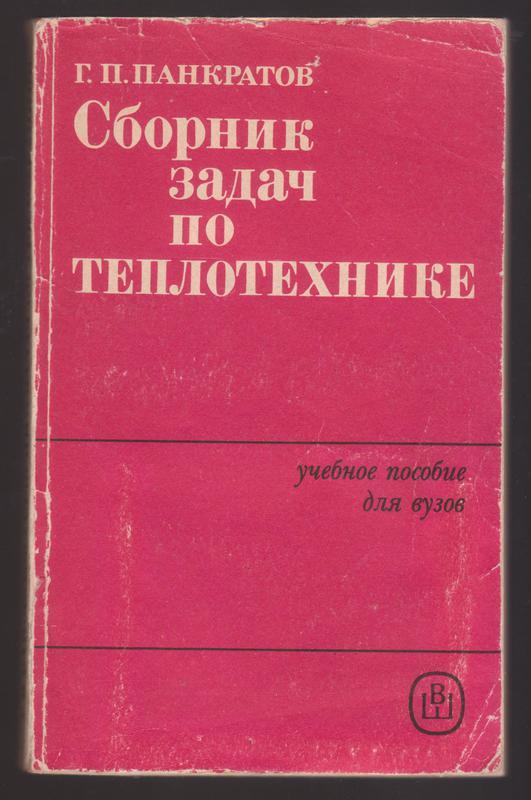 Г. П. ПАНКРАТОВ
Сборник
задач
по
ТЕПЛОТЕХНИКЕ
учебное пособие
для вузов
ВШ